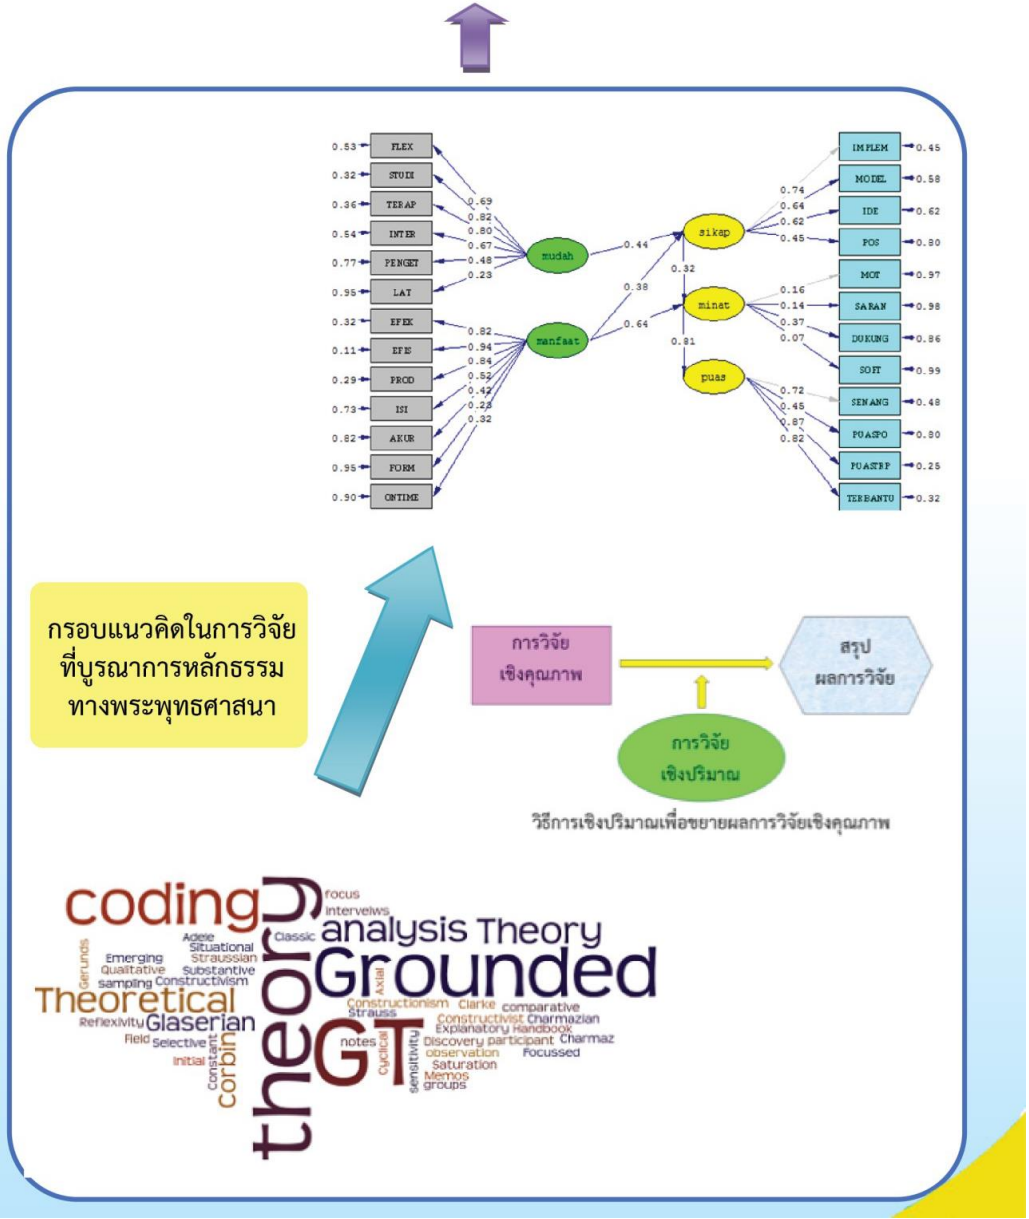 0.53 FLEX
0.32 STUDI
0.36 TERAP
0.54 INTER
0.77 PENGET
0.95 LAT
0.32 EFEK
0.11 EFIS
0.29 PROD
0.73 ISI
0.82 AKUR
0.95 FORM
0.90 ONTIME
0.69
0.82
0.80
0.67
0.48
0.23
0.82
0.94
0.84
0.52
0.42
0.23
0.32
mudah
manfaat
0.44
0.38
0.64
sikap
0.32
minat
0.81
puas
0.74
0.64
0.62
0.45
0.16
0.14
0.37
0.07
0.72
0.45
0.87
0.82
IMPLEM 0.45
MODEL 0.58
IDE 0.62
POS 0.80
MOT 0.97
SARAN 0.98
DUKUNG 0.86
SOFT 0.99
SENANG 0.48
PUASPO 0.80
PUASTRP 0.25
TERBANTU 0.32
กรอบแนวคิดในการวิจัย
ที่บูรณาการหลักธรรม
ทางพระพุทธศาสนา
การวิจัย
เชิงคุณภาพ
สรุป
ผลการวิจัย
การวิจัย
เชิงปริมาณ
วิธีการเชิงปริมาณเพื่อขยายผลการวิจัยเชิงคุณภาพ
coding
theory
focus
interveiws
Classic
analysis Theory
Adele
Situational
Gerunds
Emerging
Straussian
Qualitative
Substantive
sampling
Constructivism
Axial
Grounded
Theoretical
Constructionism
Clarke
comparative
Strauss
Constructivist
Charmazian
Reflexivity
Glaserian
Explanatory
Handbook
Field
Selective
Initial
Constant
Corbin
GT
notes
cyclical
sensitivity
Discovery
participant
Charmaz
observation
Focussed
Saturation
Memos
groups